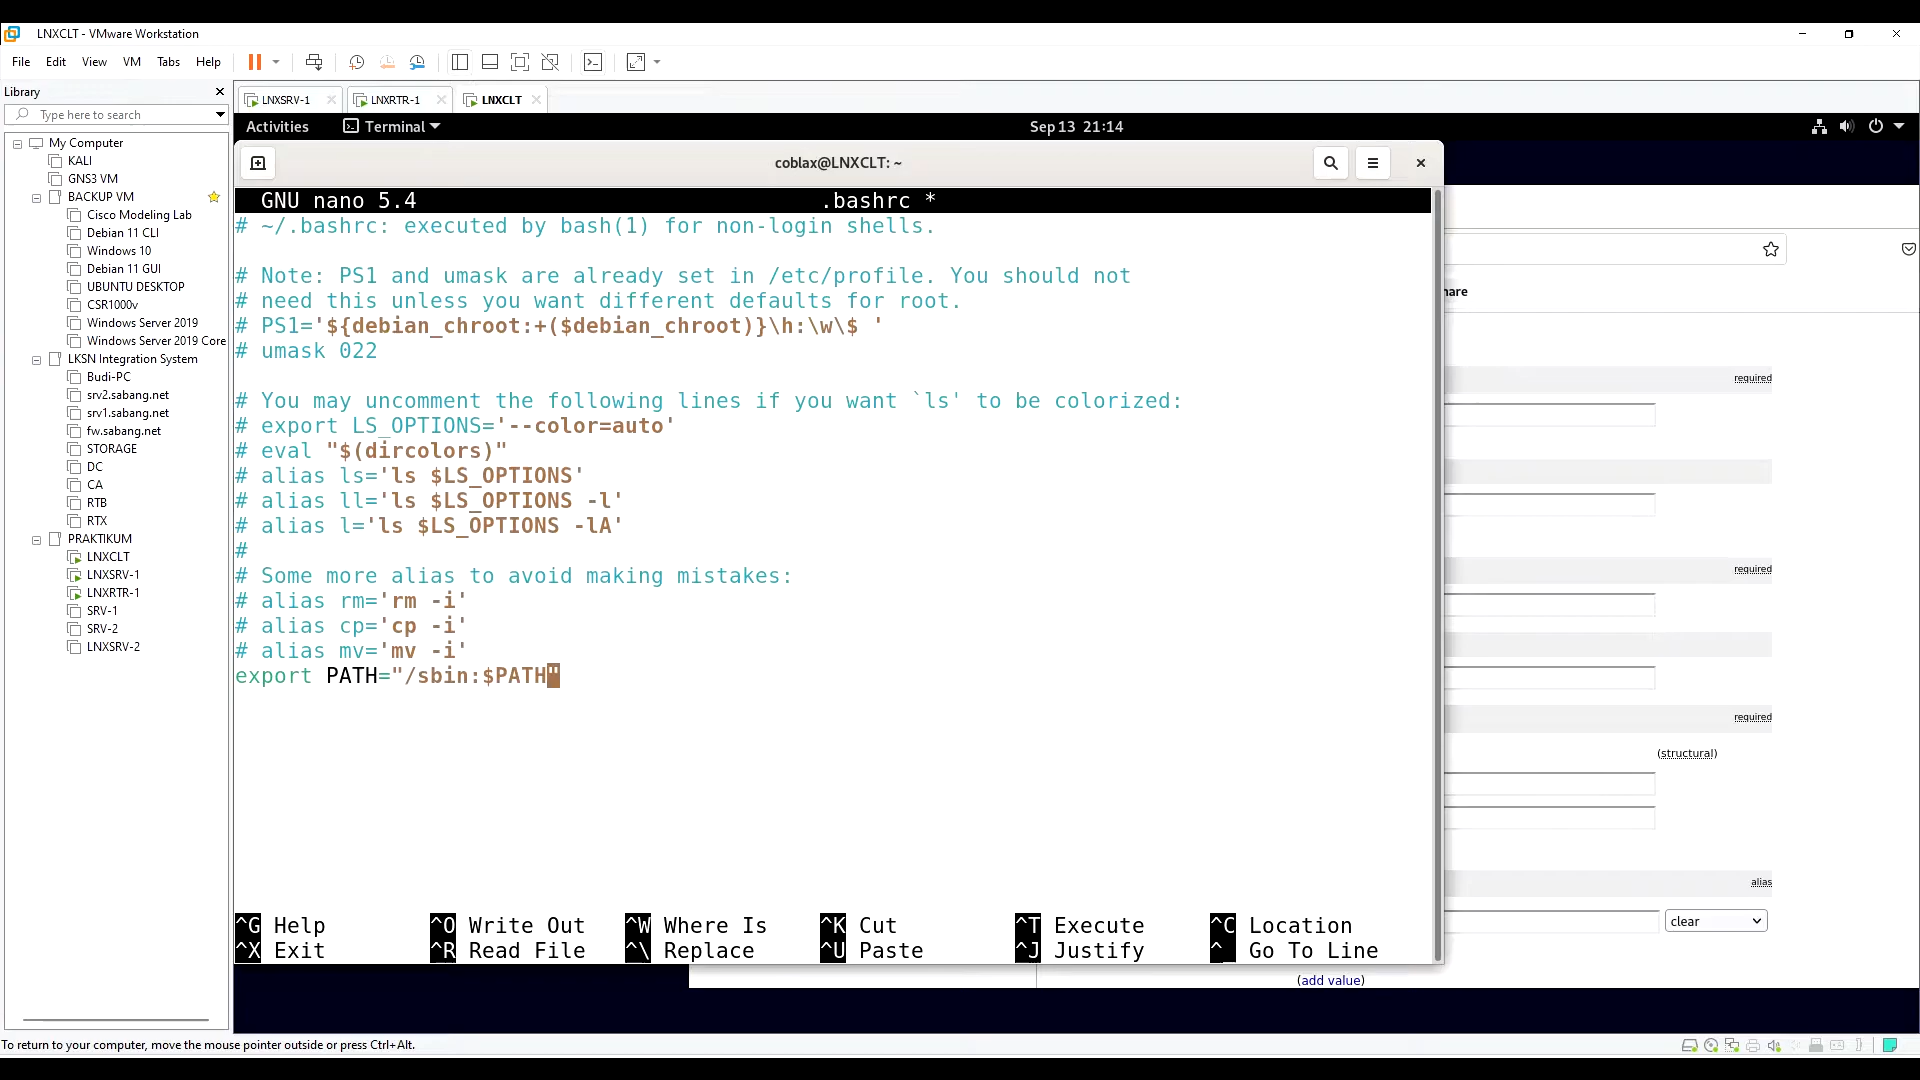 LNXCLT - VMware Workstation
File Edit View VM Tabs Help
Library
Type here to search
My Computer
KALI
GNS3 VM
BACKUP VM
Cisco Modeling Lab
Debian 11 CLI
Windows 10
Debian 11 GUI
UBUNTU DESKTOP
CSR1000v
Windows Server 2019
Windows Server 2019 Core
LKSN Integration System
Budi-PC
srv2.sabang.net
srv1.sabang.net
fw.sabang.net
STORAGE
DC
CA
RTB
RTX
PRAKTIKUM
LNXCLT
LNXSRV-1
LNXRTR-1
SRV-1
SRV-2
LNXSRV-2
LNXSRV-1 LNXRTR-1 LNXCLT
Activities Terminal Sep 13 21:14
coblax@LNXCLT: ~
GNU nano 5.4 .bashrc *
# ~/.bashrc: executed by bash(1) for non-login shells.
# Note: PS1 and umask are already set in /etc/profile. You should not
# need this unless you want different defaults for root.
# PS1='${debian_chroot:+($debian_chroot)}\h:\w\$ '
# umask 022
# You may uncomment the following lines if you want `ls' to be colorized:
# export LS_OPTIONS='--color=auto'
# eval "$(dircolors)"
# alias ls='ls $LS_OPTIONS'
# alias ll='ls $LS_OPTIONS -l'
# alias l='ls $LS_OPTIONS -lA'
#
# Some more alias to avoid making mistakes:
# alias rm='rm -i'
# alias cp='cp -i'
# alias mv='mv -i'
export PATH="/sbin:$PATH"
^G Help ^O Write Out ^W Where Is ^K Cut ^T Execute ^C Location
^X Exit ^R Read File ^\ Replace ^U Paste ^J Justify ^_ Go To Line
required
required
required
(structural)
alias
clear
(add value)
To return to your computer, move the mouse pointer outside or press Ctrl+Alt.